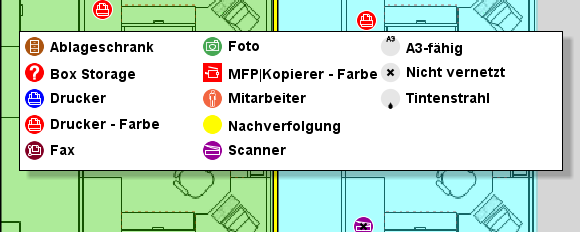 Ablageschrank
Box Storage
Drucker
Drucker - Farbe
Fax
Foto
MFP|Kopierer - Farbe
Mitarbeiter
Nachverfolgung
Scanner
A3
A3-fähig
Nicht vernetzt
Tintenstrahl